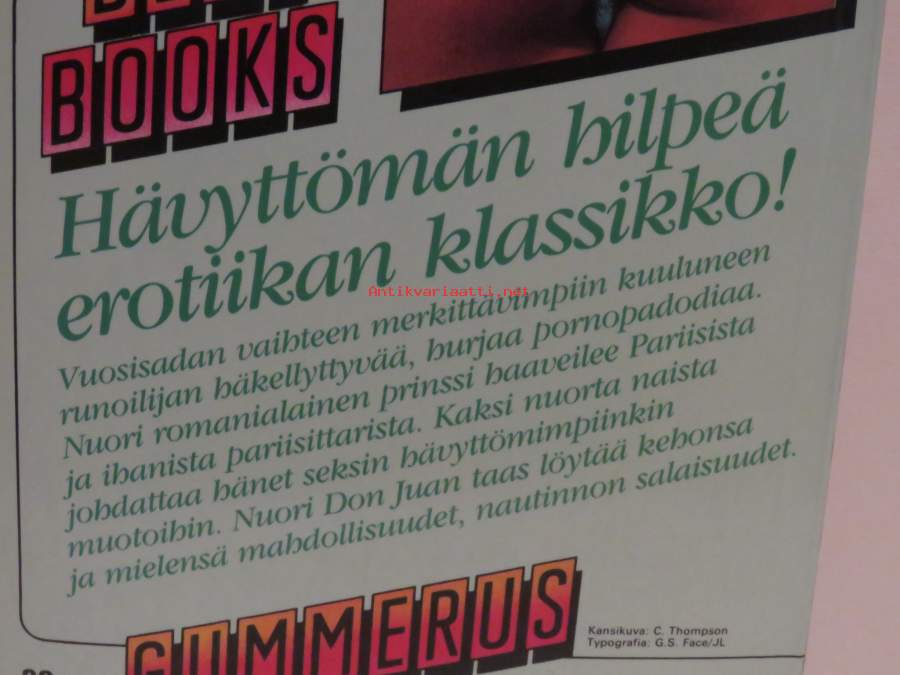 BOOKS
Hävyttömän hilpeä
erotiikan klassikko!
Antikvariaatti.net
Vuosisadan vaihteen merkittävimpiin kuuluneen
runoilijan häkellyttyvää, hurjaa pornopadodiaa.
Nuori romanialainen prinssi haaveilee Pariisista
ja ihanista pariisittarista. Kaksi nuorta naista
johdattaa hänet seksin hävyttömimpiinkin
muotoihin. Nuori Don Juan taas löytää kehonsa
ja mielensä mahdollisuudet, nautinnon salaisuudet.
GUMMERUS
Kansikuva: C. Thompson
Typografia: G.S. Face/JL